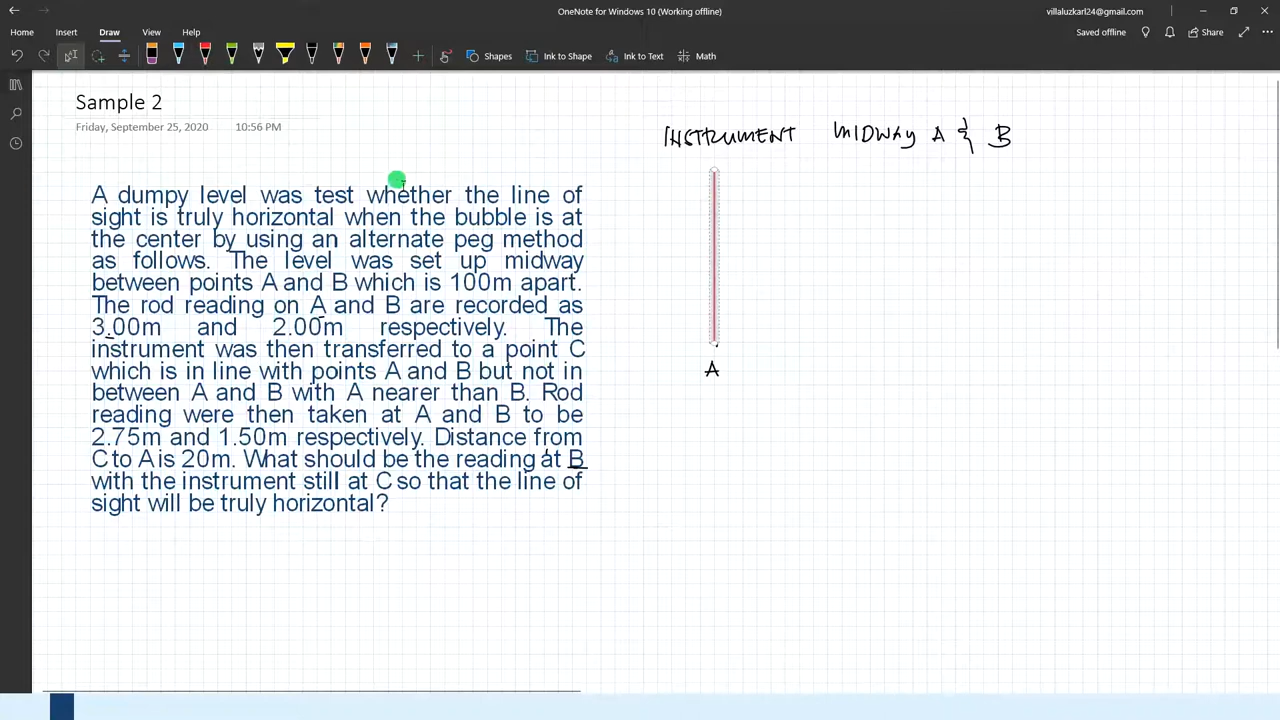 OneNote for Windows 10 (Working offline)
villaluzkarl24@gmail.com
Home Insert Draw View Help
Saved offline
Share
Shapes
Ink to Shape
Ink to Text
Math
Sample 2
Friday, September 25, 2020 10:56 PM
INSTRUMENT MIDWAY A & B
A dumpy level was test whether the line of
sight is truly horizontal when the bubble is at
the center by using an alternate peg method
as follows. The level was set up midway
between points A and B which is 100m apart.
The rod reading on A and B are recorded as
3.00m and 2.00m respectively. The
instrument was then transferred to a point C
which is in line with points A and B but not in
between A and B with A nearer than B. Rod
reading were then taken at A and B to be
2.75m and 1.50m respectively. Distance from
C to A is 20m. What should be the reading at B
with the instrument still at C so that the line of
sight will be truly horizontal?
A